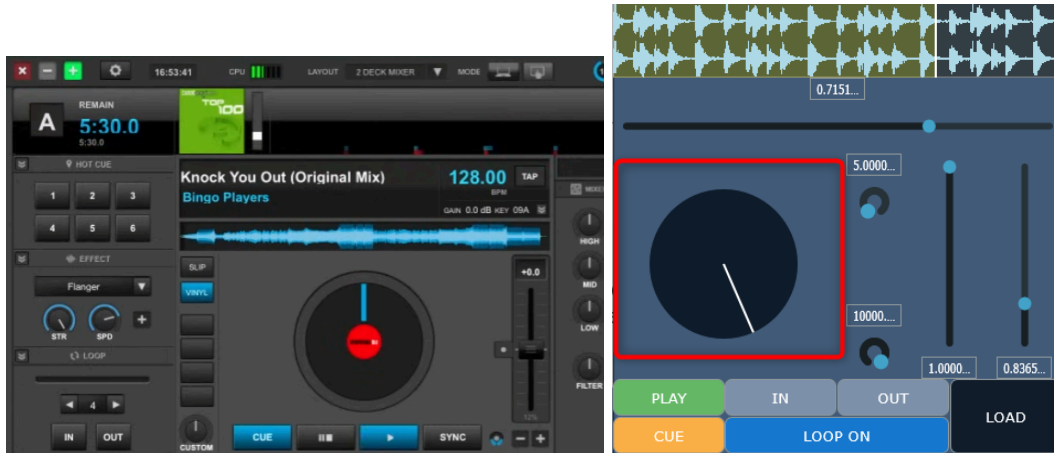 16:53:41
CPU
LAYOUT
2 DECK MIXER
MODE
A
REMAIN
5:30.0
5:30.0
TOP
100
HOT CUE
1 2 3
4 5 6
EFFECT
Flanger
STR SPD
LOOP
4
IN OUT
Knock You Out (Original Mix)
Bingo Players
128.00
BPM
TAP
GAIN 0.0 dB KEY 09A
SLIP
VINYL
CUSTOM
+0.0
12%
CUE
SYNC
MIXER
HIGH
MID
LOW
FILTER
0.7151...
5.0000...
10000....
1.0000...
0.8365...
PLAY IN OUT
LOAD
CUE LOOP ON